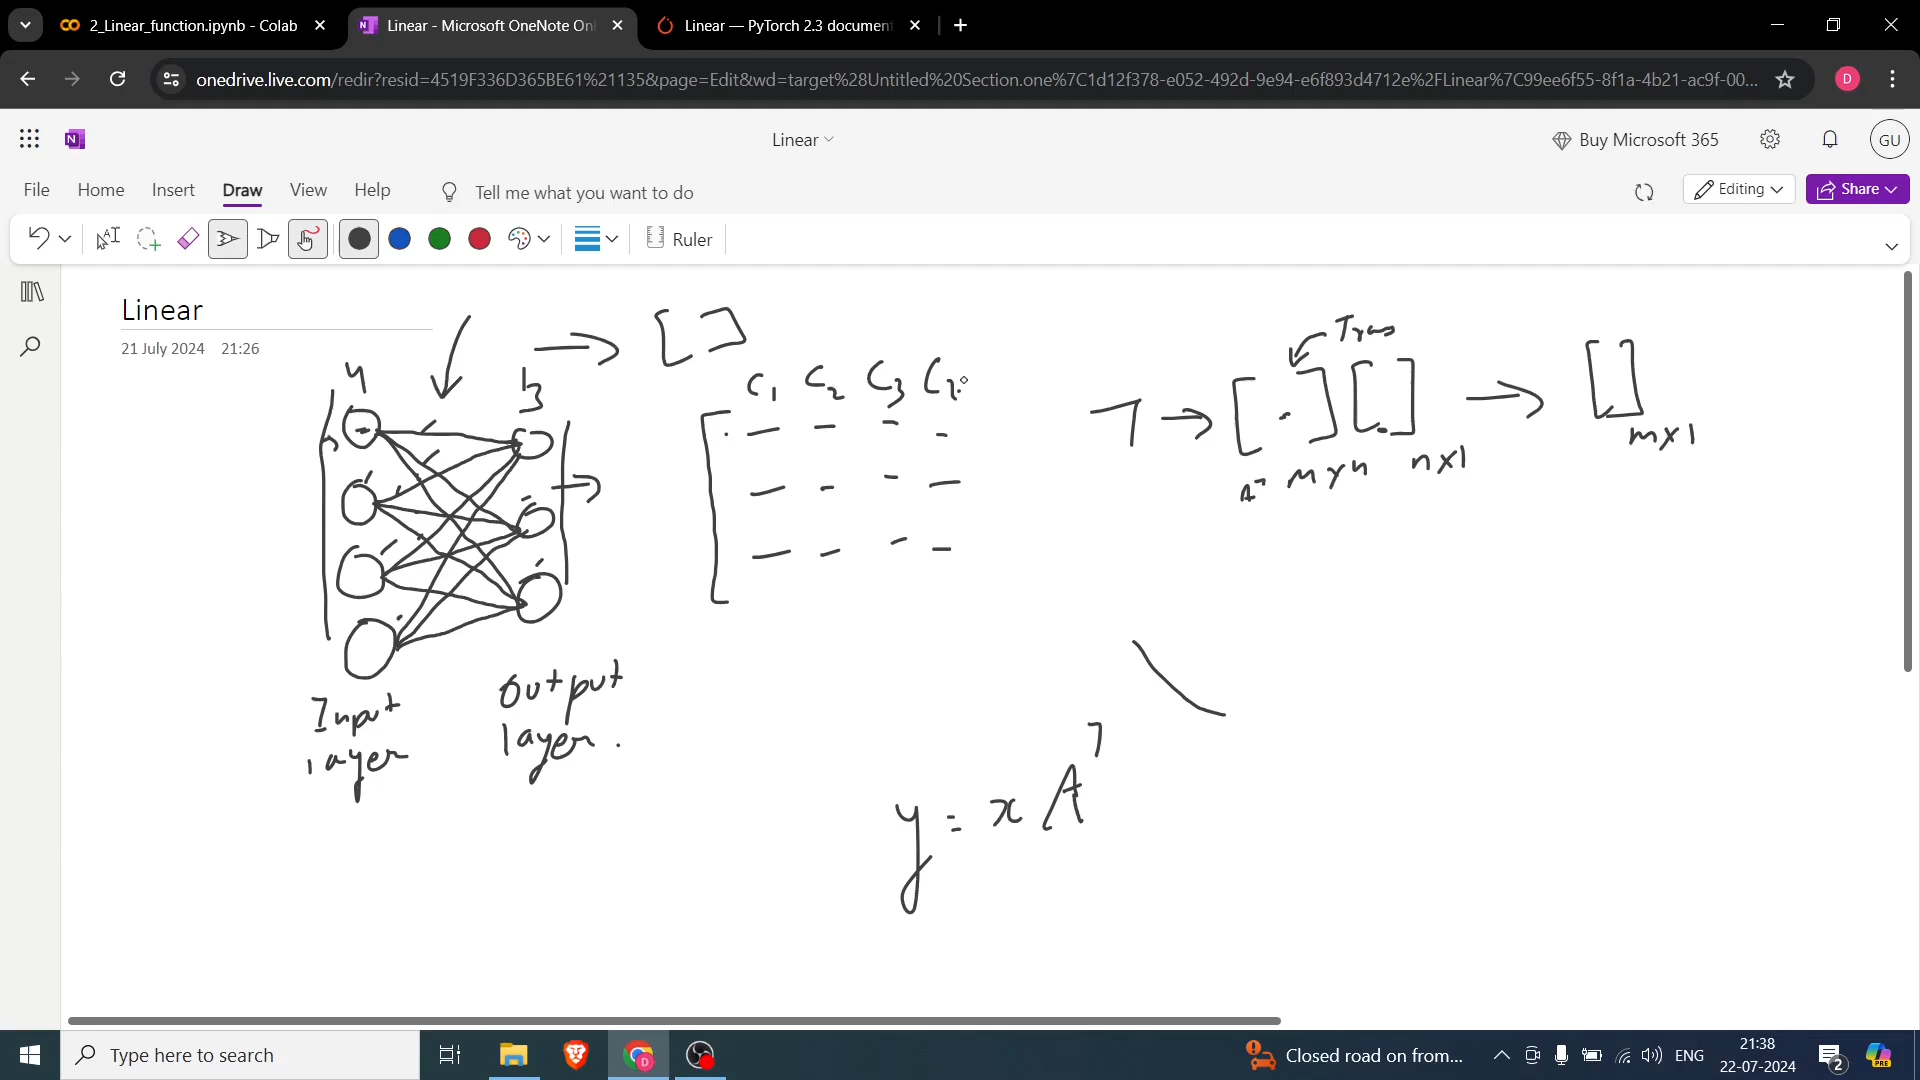 2_Linear_function.ipynb - Colab
Linear - Microsoft OneNote Onl
Linear — PyTorch 2.3 document
onedrive.live.com/redir?resid=4519F336D365BE61%21135&page=Edit&wd=target%28Untitled%20Section.one%7C1d12f378-e052-492d-9e94-e6f893d4712e%2FLinear%7C99ee6f55-8f1a-4b21-ac9f-00...
D
N
Linear
Buy Microsoft 365
GU
File Home Insert Draw View Help
Tell me what you want to do
Editing
Share
Ruler
Linear
21 July 2024 21:26
4
3
C1 C2 C3
Trans
A
m x n
n x 1
m x 1
Input
layer
Output
layer.
y = x A
Type here to search
Closed road on from...
ENG
21:38
22-07-2024
2
PRE